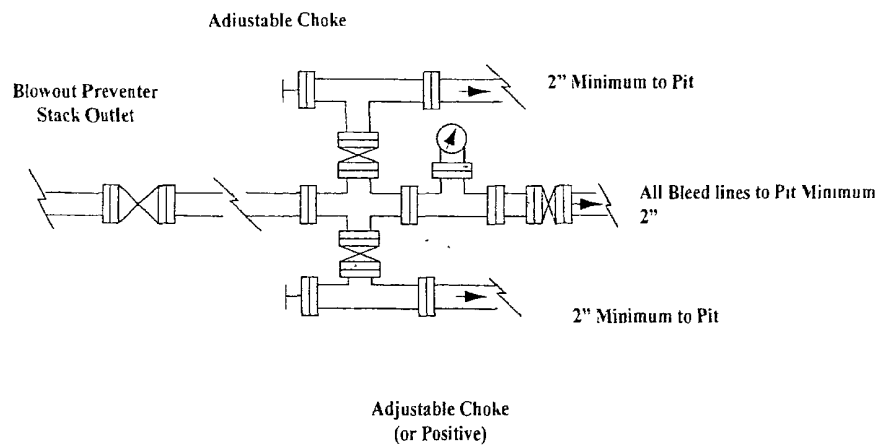 Adjustable Choke
2” Minimum to Pit
Blowout Preventer
Stack Outlet
All Bleed lines to Pit Minimum
2”
2” Minimum to Pit
Adjustable Choke
(or Positive)